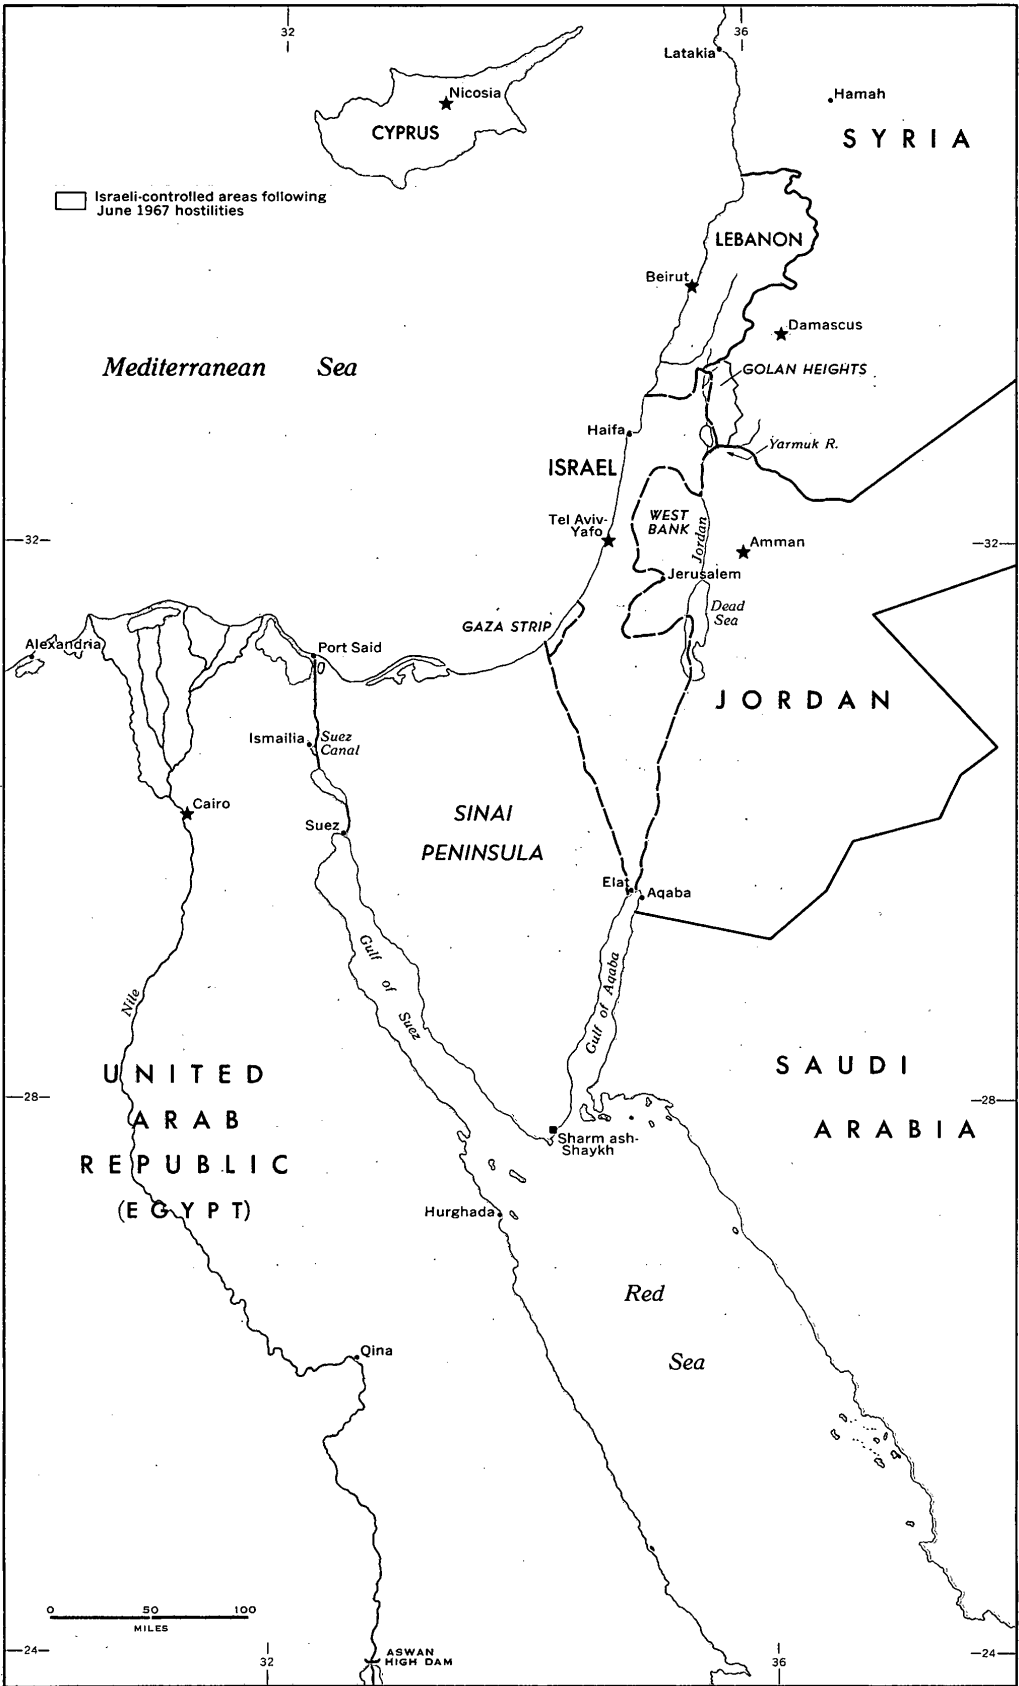 32
36
Latakia
Hamah
Nicosia
CYPRUS
SYRIA
Israeli-controlled areas following
June 1967 hostilities
LEBANON
Beirut
Damascus
Mediterranean Sea
GOLAN HEIGHTS
Haifa
Yarmuk R.
ISRAEL
WEST
BANK
Tel Aviv-
Yafo
Jordan
32
Amman
32
Jerusalem
Dead
Sea
GAZA STRIP
Alexandria
Port Said
JORDAN
Ismailia
Suez
Canal
Cairo
SINAI
PENINSULA
Suez
Elat
Aqaba
Gulf of Suez
Gulf of Aqaba
Nile
UNITED
ARAB
REPUBLIC
(EGYPT)
SAUDI
ARABIA
28
28
Sharm ash-
Shaykh
Hurghada
Red
Sea
Qina
0 50 100
MILES
24
32
ASWAN
HIGH DAM
36
24